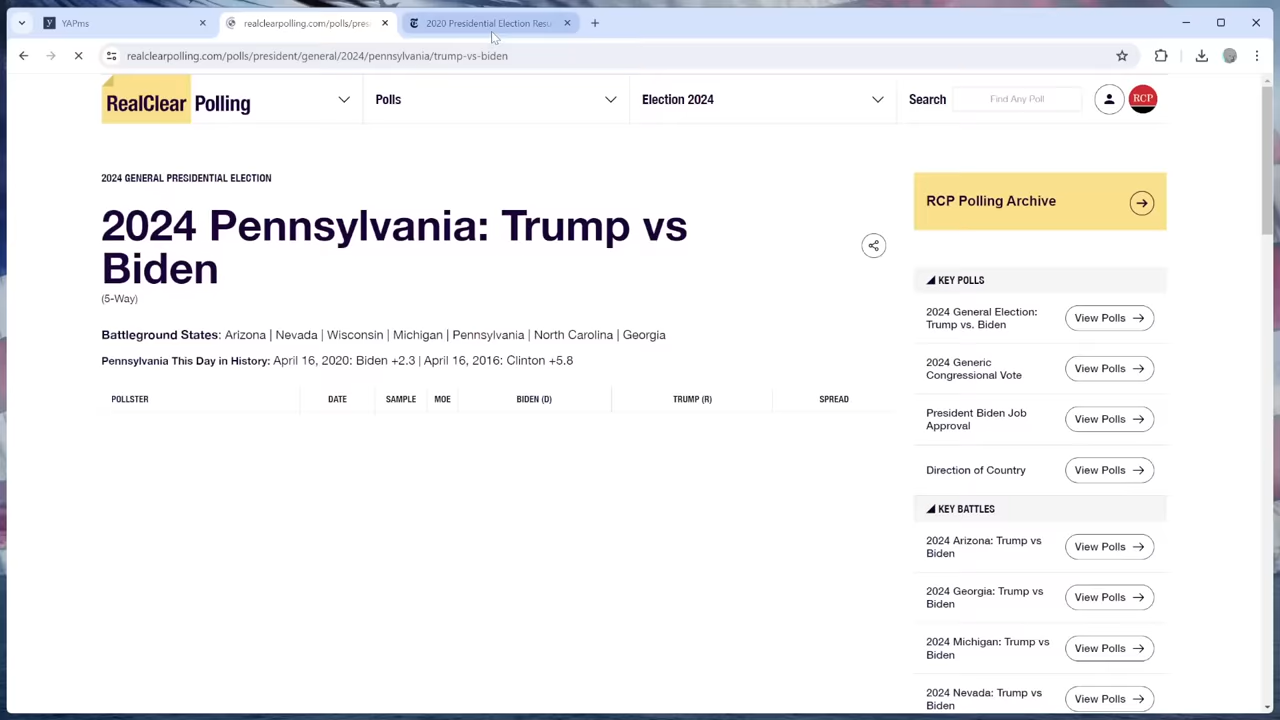 YAPms
realclearpolling.com/polls/pres
2020 Presidential Election Resu
realclearpolling.com/polls/president/general/2024/pennsylvania/trump-vs-biden
RealClear Polling
Polls
Election 2024
Search
Find Any Poll
RCP
2024 GENERAL PRESIDENTIAL ELECTION
2024 Pennsylvania: Trump vs
Biden
(5-Way)
Battleground States: Arizona | Nevada | Wisconsin | Michigan | Pennsylvania | North Carolina | Georgia
Pennsylvania This Day in History: April 16, 2020: Biden +2.3 | April 16, 2016: Clinton +5.8
POLLSTER DATE SAMPLE MOE BIDEN (D) TRUMP (R) SPREAD
RCP Polling Archive
KEY POLLS
2024 General Election:
Trump vs. Biden
View Polls
2024 Generic
Congressional Vote
View Polls
President Biden Job
Approval
View Polls
Direction of Country
View Polls
KEY BATTLES
2024 Arizona: Trump vs
Biden
View Polls
2024 Georgia: Trump vs
Biden
View Polls
2024 Michigan: Trump vs
Biden
View Polls
2024 Nevada: Trump vs
Biden
View Polls